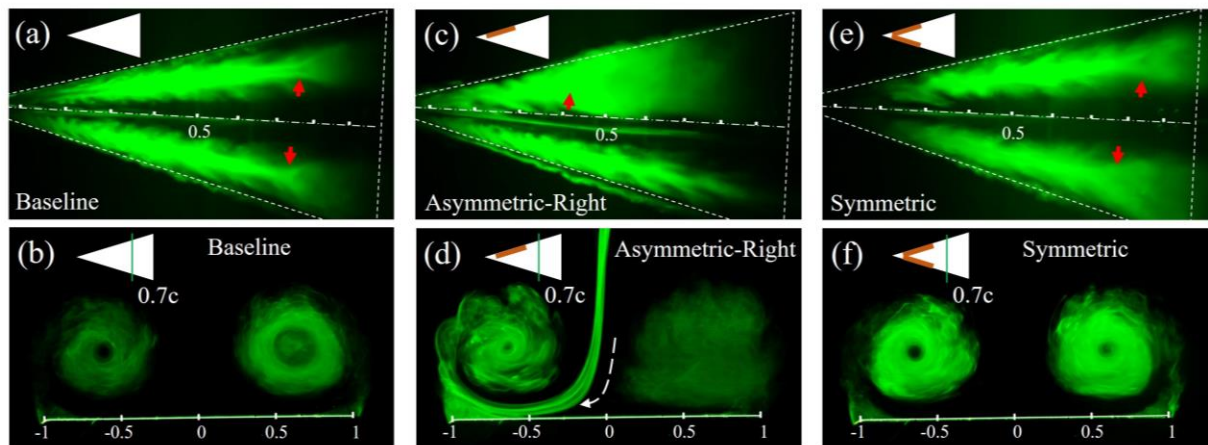 (a)
0.5
Baseline
(c)
0.5
Asymmetric-Right
(e)
0.5
Symmetric
(b)
Baseline
0.7c
-1 -0.5 0 0.5 1
(d)
Asymmetric-Right
0.7c
-1 -0.5 0 0.5 1
(f)
Symmetric
0.7c
-1 -0.5 0 0.5 1